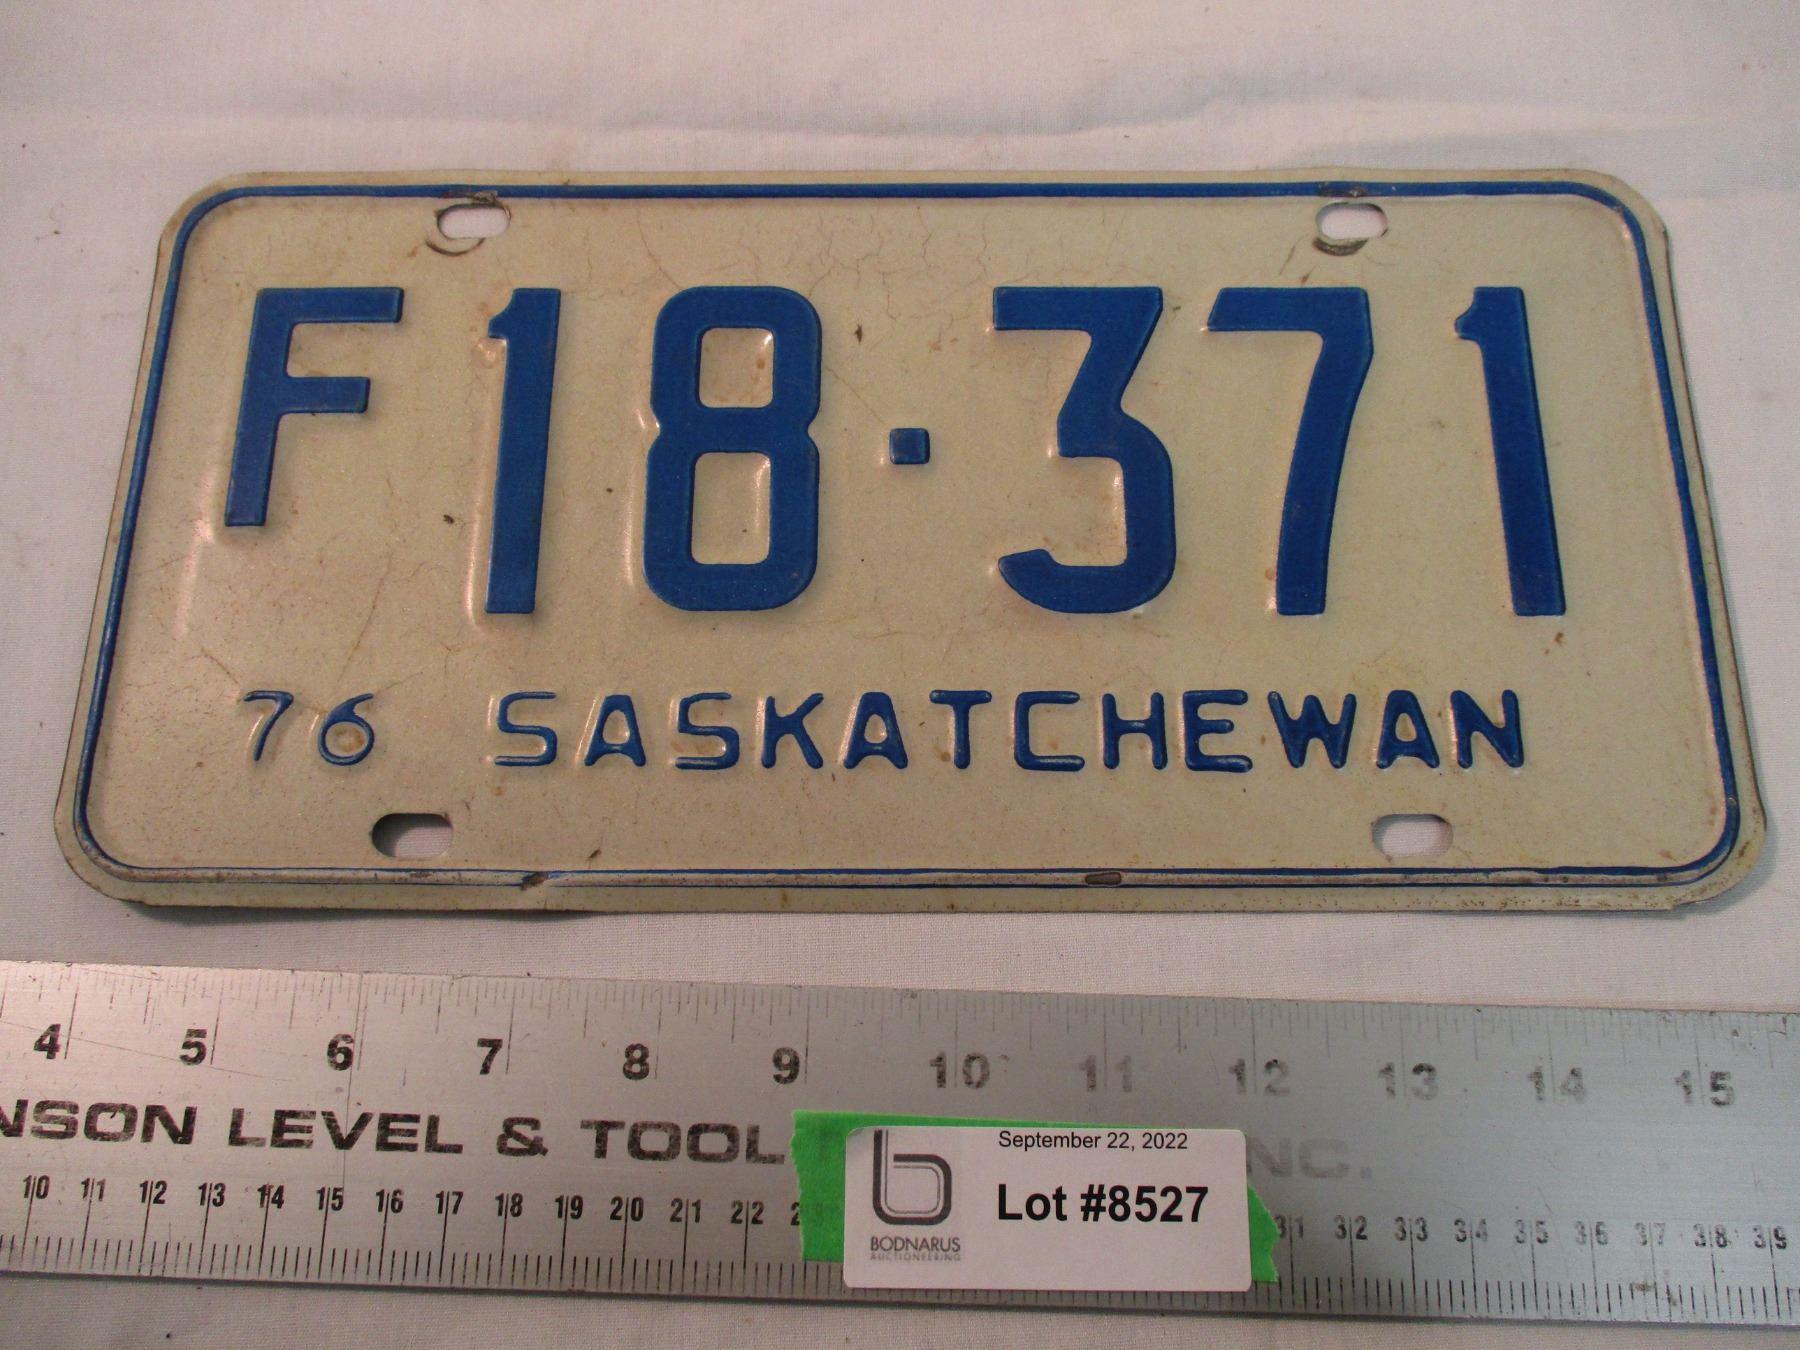 F18·371
76 SASKATCHEWAN
4 5 6 7 8 9 10 11 12 13 14 15
NSON LEVEL & TOOL NC.
10 11 12 13 14 15 16 17 18 19 20 21 22 31 32 33 34 35 36 37 38 39
September 22, 2022
Lot #8527
b
BODNARUS
AUCTIONEERING